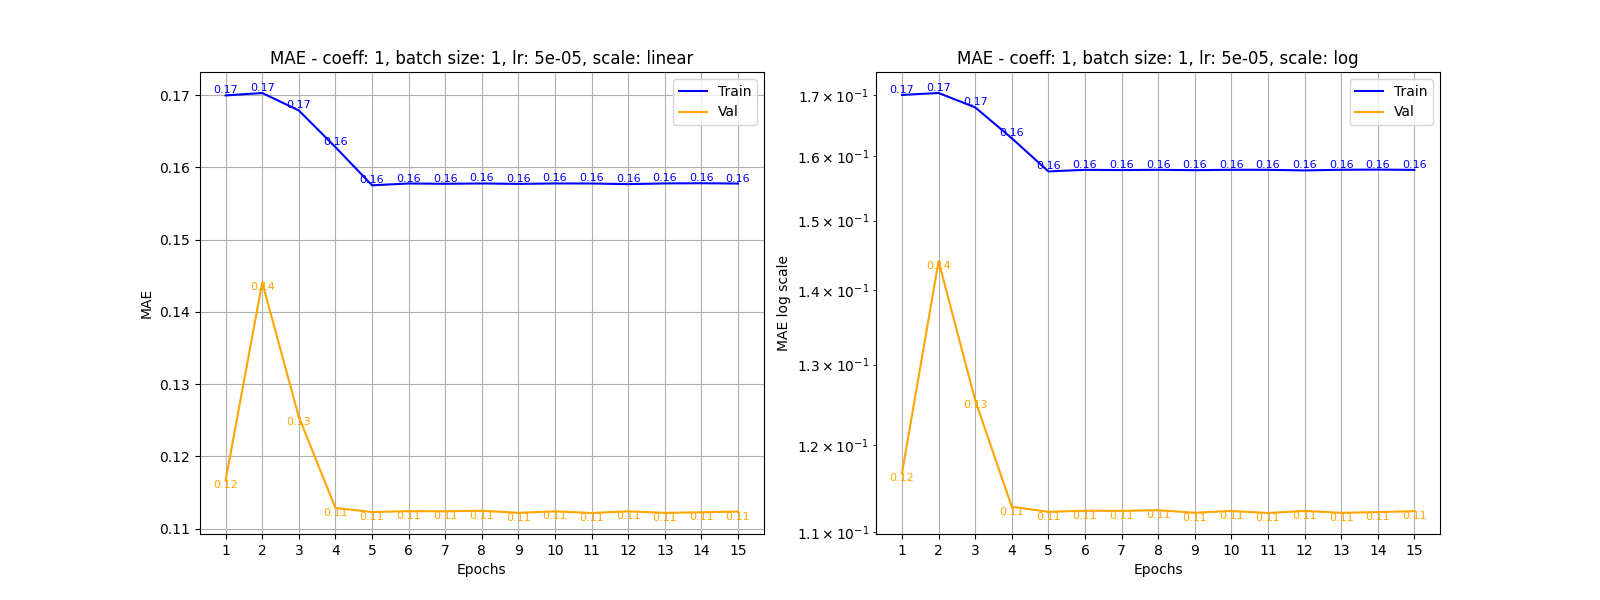 MAE - coeff: 1, batch size: 1, lr: 5e-05, scale: linear
Train
Val
0.17
0.16
0.15
0.14
0.13
0.12
0.11
MAE
0.17 0.17 0.17 0.16 0.16 0.16 0.16 0.16 0.16 0.16 0.16 0.16 0.16 0.16 0.16
0.12 0.14 0.13 0.11 0.11 0.11 0.11 0.11 0.11 0.11 0.11 0.11 0.11 0.11 0.11
1 2 3 4 5 6 7 8 9 10 11 12 13 14 15
Epochs
MAE - coeff: 1, batch size: 1, lr: 5e-05, scale: log
Train
Val
1.7 × 10⁻¹
1.6 × 10⁻¹
1.5 × 10⁻¹
1.4 × 10⁻¹
1.3 × 10⁻¹
1.2 × 10⁻¹
1.1 × 10⁻¹
MAE log scale
0.17 0.17 0.17 0.16 0.16 0.16 0.16 0.16 0.16 0.16 0.16 0.16 0.16 0.16 0.16
0.12 0.14 0.13 0.11 0.11 0.11 0.11 0.11 0.11 0.11 0.11 0.11 0.11 0.11 0.11
1 2 3 4 5 6 7 8 9 10 11 12 13 14 15
Epochs